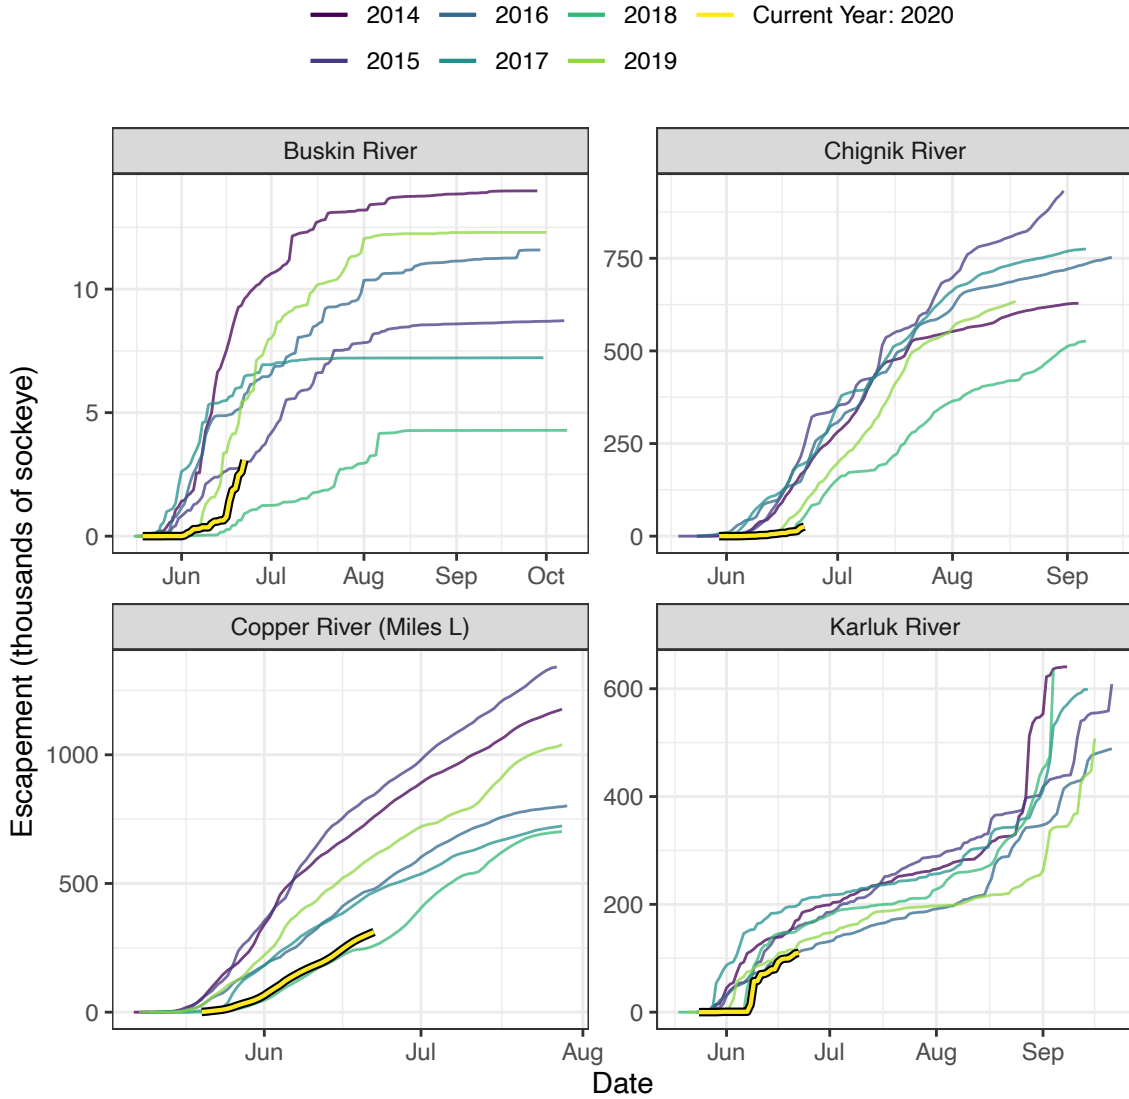 2014 2016 2018 Current Year: 2020
2015 2017 2019
Buskin River Chignik River
10
5
0
Jun Jul Aug Sep Oct
750
500
250
0
Jun Jul Aug Sep
Copper River (Miles L) Karluk River
1000
500
0
Jun Jul Aug
600
400
200
0
Jun Jul Aug Sep
Escapement (thousands of sockeye)
Date